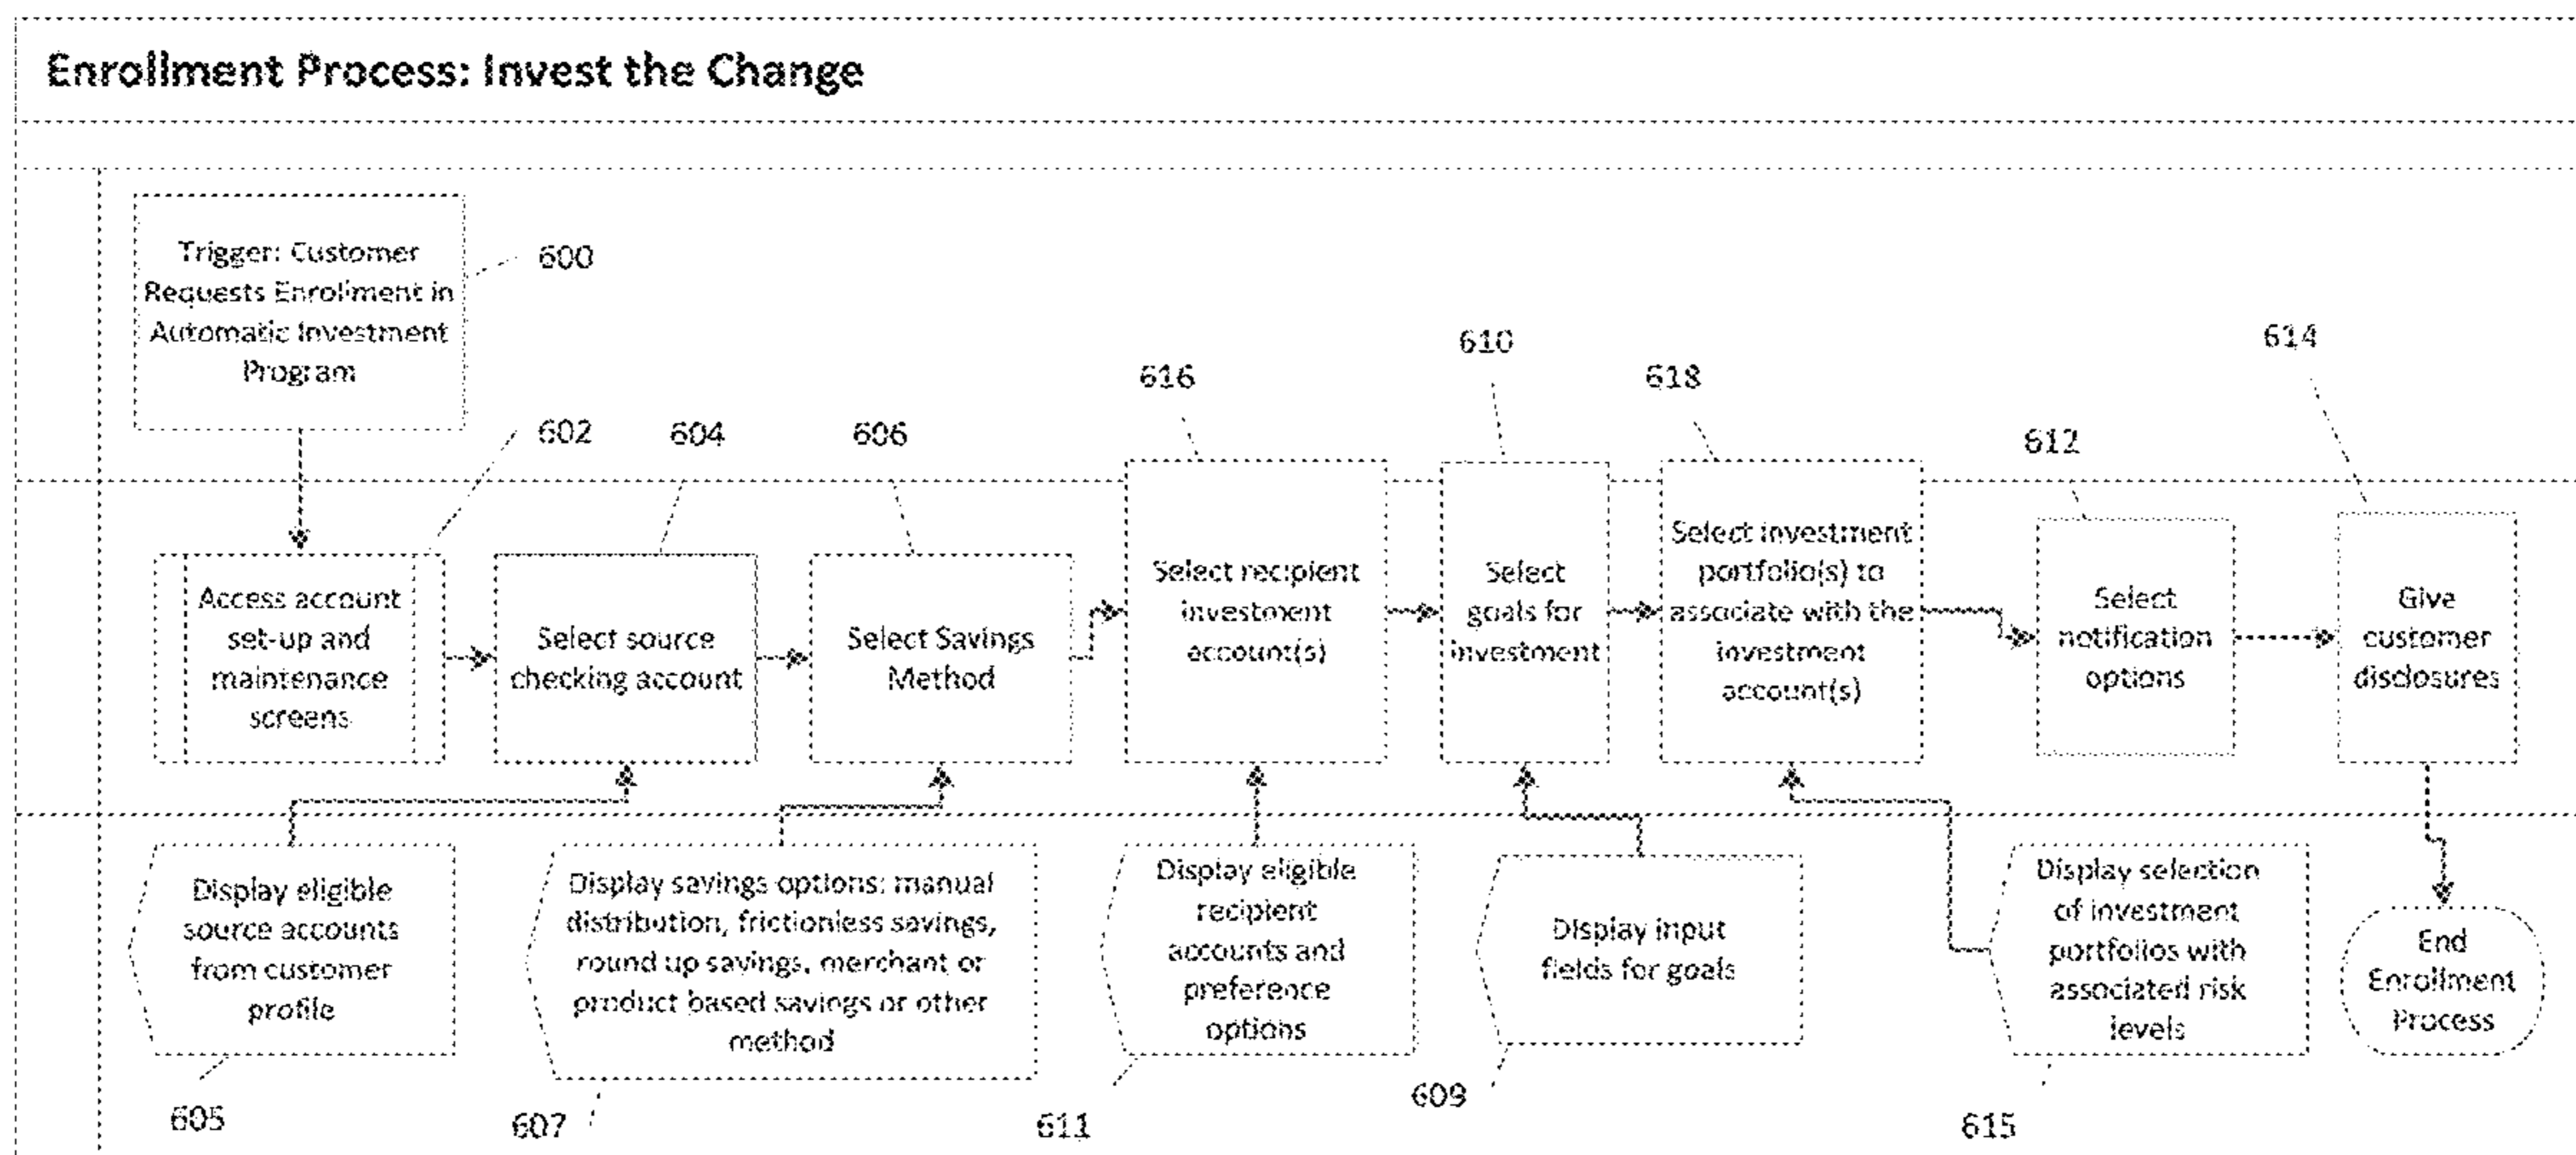 Enrollment Process: Invest the Change
Trigger: Customer
Requests Enrollment in
Automatic Investment
Program
600
602
604
606
616
610
618
612
614
Access account
set-up and
maintenance
screens
Select source
checking account
Select Savings
Method
Select recipient
investment
account(s)
Select
goals for
investment
Select investment
portfolio(s) to
associate with the
investment
account(s)
Select
notification
options
Give
customer
disclosures
Display eligible
source accounts
from customer
profile
Display savings options: manual
distribution, frictionless savings,
round up savings, merchant or
product based savings or other
method
Display eligible
recipient
accounts and
preference
options
Display input
fields for goals
Display selection
of investment
portfolios with
associated risk
levels
End
Enrollment
Process
605
607
611
609
615